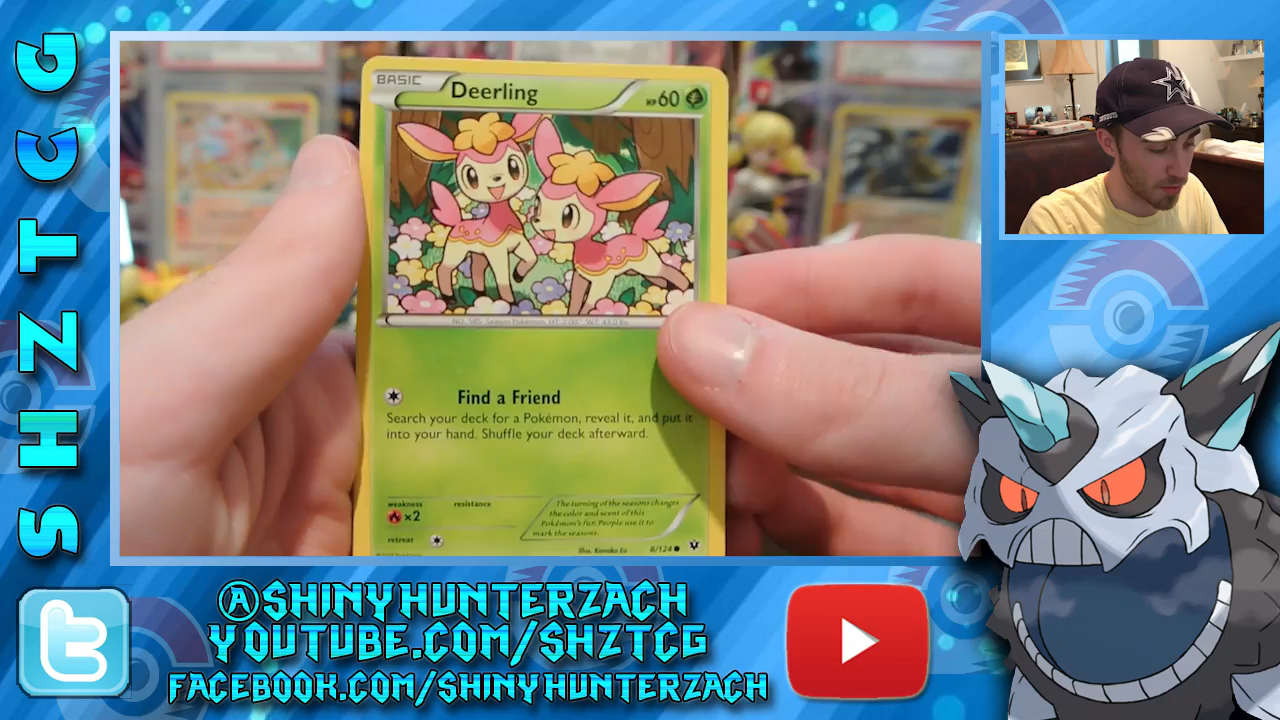 SHZTCG
BASIC
Deerling
HP60
Find a Friend
Search your deck for a Pokémon, reveal it, and put it
into your hand. Shuffle your deck afterward.
weakness
resistance
×2
The turning of the seasons changes
the color and scent of this
Pokémon's fur. People use it to
mark the seasons.
retreat
Illus. Kanako Eo
8/124
@SHINYHUNTERZACH
YOUTUBE.COM/SHZTCG
FACEBOOK.COM/SHINYHUNTERZACH